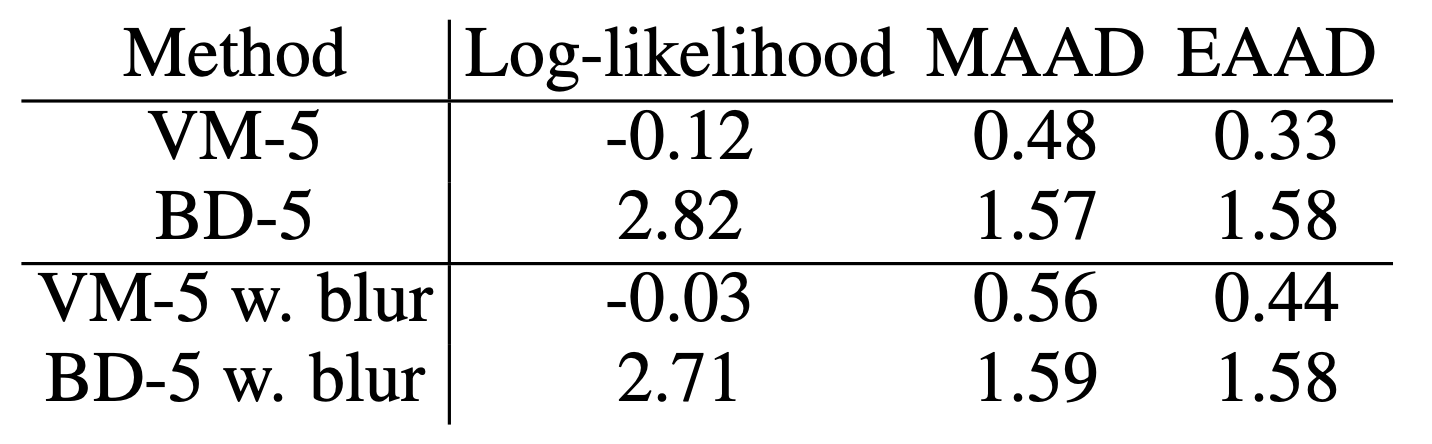 Method Log-likelihood MAAD EAAD
VM-5 -0.12 0.48 0.33
BD-5 2.82 1.57 1.58
VM-5 w. blur -0.03 0.56 0.44
BD-5 w. blur 2.71 1.59 1.58